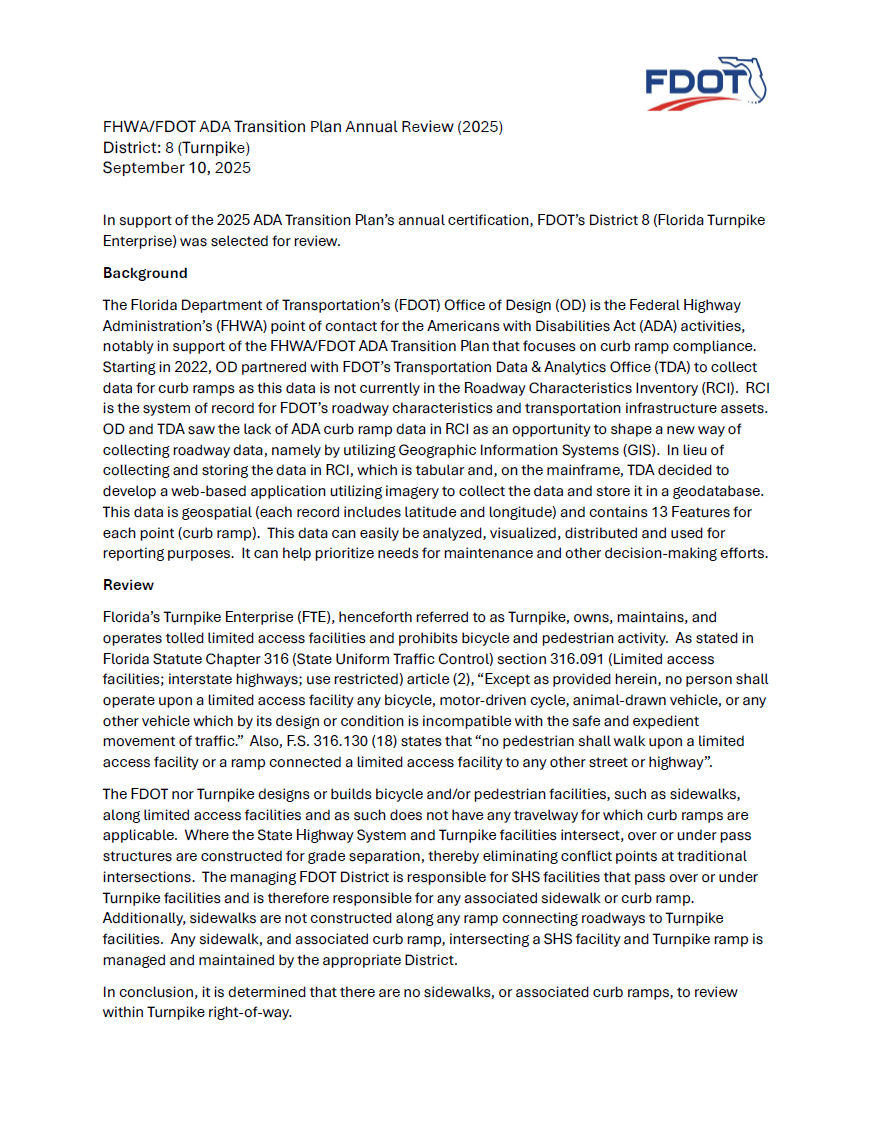 FDOT
FHWA/FDOT ADA Transition Plan Annual Review (2025)
District: 8 (Turnpike)
September 10, 2025
In support of the 2025 ADA Transition Plan’s annual certification, FDOT’s District 8 (Florida Turnpike
Enterprise) was selected for review.
Background
The Florida Department of Transportation’s (FDOT) Office of Design (OD) is the Federal Highway
Administration’s (FHWA) point of contact for the Americans with Disabilities Act (ADA) activities,
notably in support of the FHWA/FDOT ADA Transition Plan that focuses on curb ramp compliance.
Starting in 2022, OD partnered with FDOT’s Transportation Data & Analytics Office (TDA) to collect
data for curb ramps as this data is not currently in the Roadway Characteristics Inventory (RCI).  RCI
is the system of record for FDOT’s roadway characteristics and transportation infrastructure assets.
OD and TDA saw the lack of ADA curb ramp data in RCI as an opportunity to shape a new way of
collecting roadway data, namely by utilizing Geographic Information Systems (GIS).  In lieu of
collecting and storing the data in RCI, which is tabular and, on the mainframe, TDA decided to
develop a web-based application utilizing imagery to collect the data and store it in a geodatabase.
This data is geospatial (each record includes latitude and longitude) and contains 13 Features for
each point (curb ramp).  This data can easily be analyzed, visualized, distributed and used for
reporting purposes.  It can help prioritize needs for maintenance and other decision-making efforts.
Review
Florida’s Turnpike Enterprise (FTE), henceforth referred to as Turnpike, owns, maintains, and
operates tolled limited access facilities and prohibits bicycle and pedestrian activity.  As stated in
Florida Statute Chapter 316 (State Uniform Traffic Control) section 316.091 (Limited access
facilities; interstate highways; use restricted) article (2), “Except as provided herein, no person shall
operate upon a limited access facility any bicycle, motor-driven cycle, animal-drawn vehicle, or any
other vehicle which by its design or condition is incompatible with the safe and expedient
movement of traffic.”  Also, F.S. 316.130 (18) states that “no pedestrian shall walk upon a limited
access facility or a ramp connected a limited access facility to any other street or highway”.
The FDOT nor Turnpike designs or builds bicycle and/or pedestrian facilities, such as sidewalks,
along limited access facilities and as such does not have any travelway for which curb ramps are
applicable.  Where the State Highway System and Turnpike facilities intersect, over or under pass
structures are constructed for grade separation, thereby eliminating conflict points at traditional
intersections.  The managing FDOT District is responsible for SHS facilities that pass over or under
Turnpike facilities and is therefore responsible for any associated sidewalk or curb ramp.
Additionally, sidewalks are not constructed along any ramp connecting roadways to Turnpike
facilities.  Any sidewalk, and associated curb ramp, intersecting a SHS facility and Turnpike ramp is
managed and maintained by the appropriate District.
In conclusion, it is determined that there are no sidewalks, or associated curb ramps, to review
within Turnpike right-of-way.